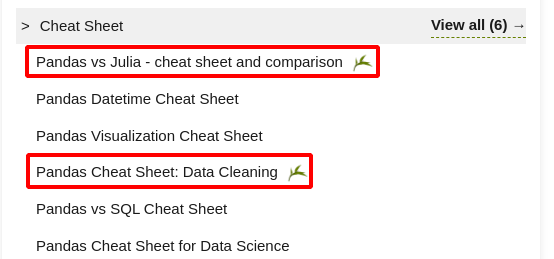 > Cheat Sheet View all (6) →
Pandas vs Julia - cheat sheet and comparison
Pandas Datetime Cheat Sheet
Pandas Visualization Cheat Sheet
Pandas Cheat Sheet: Data Cleaning
Pandas vs SQL Cheat Sheet
Pandas Cheat Sheet for Data Science